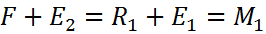 F + E₂ = R₁ + E₁ = M₁